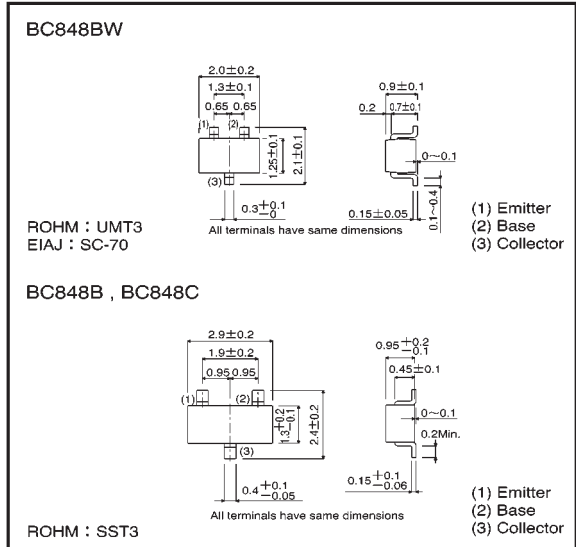 BC848BW
2.0±0.2
1.3±0.1
0.65 0.65
(1) (2)
(3)
1.25±0.1
2.1±0.1
0.3 +0.1 −0
All terminals have same dimensions
0.9±0.1
0.2 0.7±0.1
0~0.1
0.15±0.05
0.1~0.4
ROHM : UMT3
EIAJ : SC-70
(1) Emitter
(2) Base
(3) Collector
BC848B , BC848C
2.9±0.2
1.9±0.2
0.95 0.95
(1) (2)
(3)
1.3 +0.2 −0.1
2.4±0.2
0.4 +0.1 −0.05
All terminals have same dimensions
0.95 +0.2 −0.1
0.45±0.1
0~0.1
0.2Min.
0.15 +0.1 −0.06
ROHM : SST3
(1) Emitter
(2) Base
(3) Collector